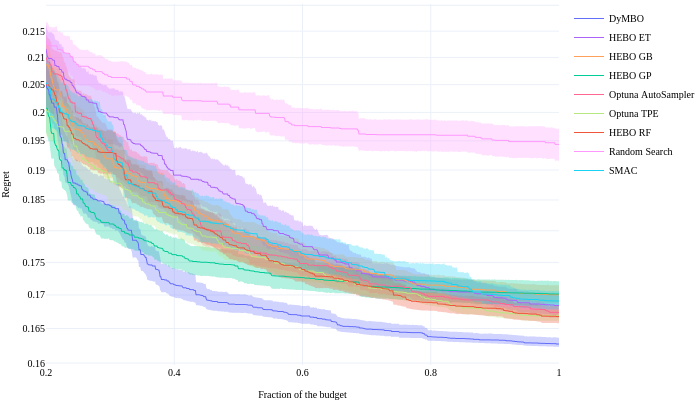 0.215
0.21
0.205
0.2
0.195
0.19
0.185
0.18
0.175
0.17
0.165
0.16
Regret
0.2
0.4
0.6
0.8
1
Fraction of the budget
DyMBO
HEBO ET
HEBO GB
HEBO GP
Optuna AutoSampler
Optuna TPE
HEBO RF
Random Search
SMAC